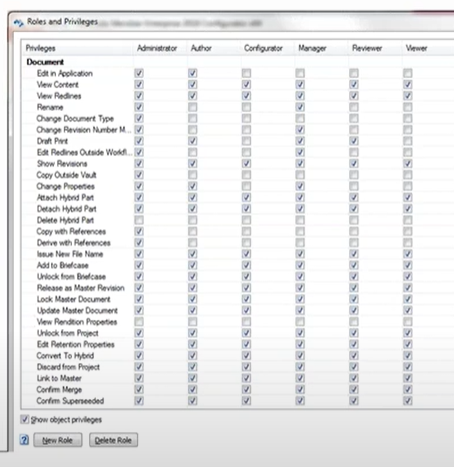 Roles and Privileges
Privileges Administrator Author Configurator Manager Reviewer Viewer
Document
Edit in Application
View Content
View Redlines
Rename
Change Document Type
Change Revision Number M...
Draft Print
Edit Redlines Outside Workfl...
Show Revisions
Copy Outside Vault
Change Properties
Attach Hybrid Part
Detach Hybrid Part
Delete Hybrid Part
Copy with References
Derive with References
Issue New File Name
Add to Briefcase
Unlock from Briefcase
Release as Master Revision
Lock Master Document
Update Master Document
View Rendition Properties
Unlock from Project
Edit Retention Properties
Convert To Hybrid
Discard from Project
Link to Master
Confirm Merge
Confirm Superseeded
Show object privileges
New Role Delete Role